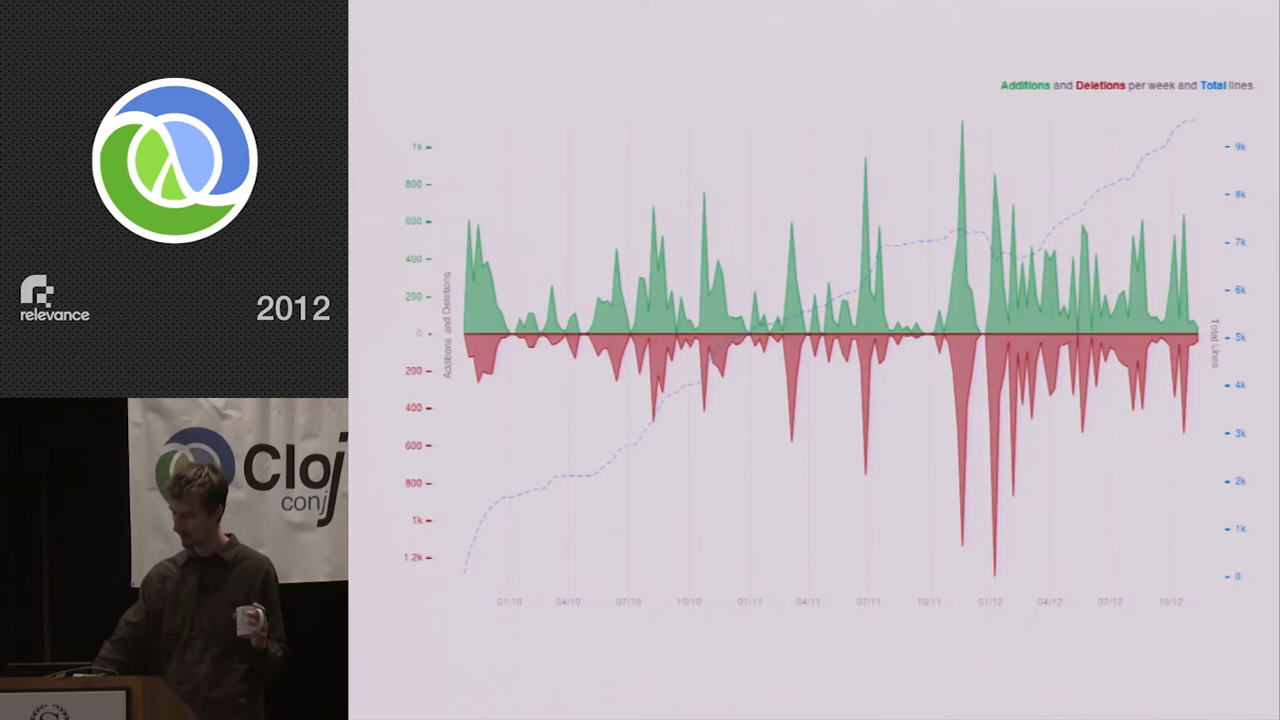 relevance
2012
Cloj
conj
Additions and Deletions per week and Total lines
1k
800
600
400
200
0
200
400
600
800
1k
1.2k
Additions and Deletions
9k
8k
7k
6k
5k
4k
3k
2k
1k
0
Total Lines
01/10 04/10 07/10 10/10 01/11 04/11 07/11 10/11 01/12 04/12 07/12 10/12